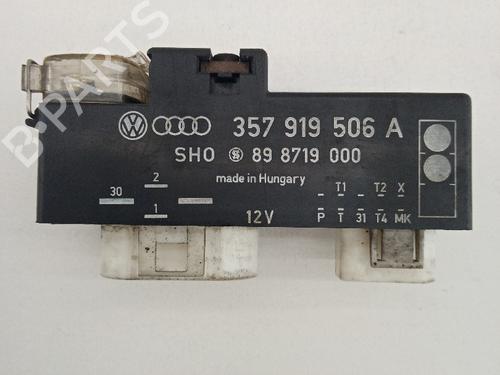 357 919 506 A
SHO 89 8719 000
made in Hungary
2
30
1
12V
T1 T2 X
P T 31 T4 MK
B-PARTS